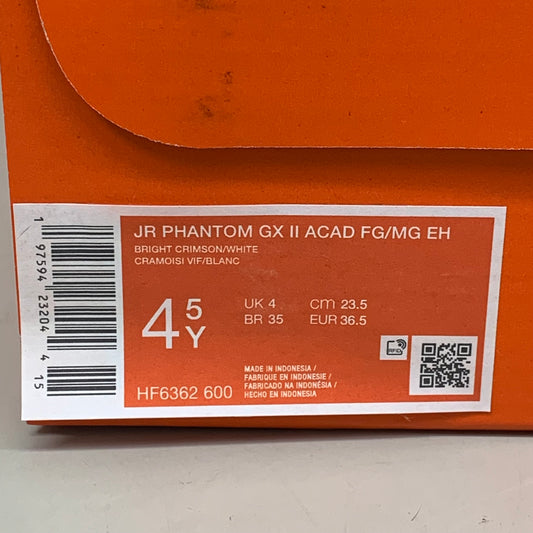 JR PHANTOM GX II ACAD FG/MG EH
BRIGHT CRIMSON/WHITE
CRAMOISI VIF/BLANC
4 5Y
UK 4 cm 23.5
BR 35 EUR 36.5
RFID
MADE IN INDONESIA/
FABRIQUE EN INDONESIE/
FABRICADO NA INDONÉSIA/
HECHO EN INDONESIA
HF6362 600
1 97594 23204 4 15